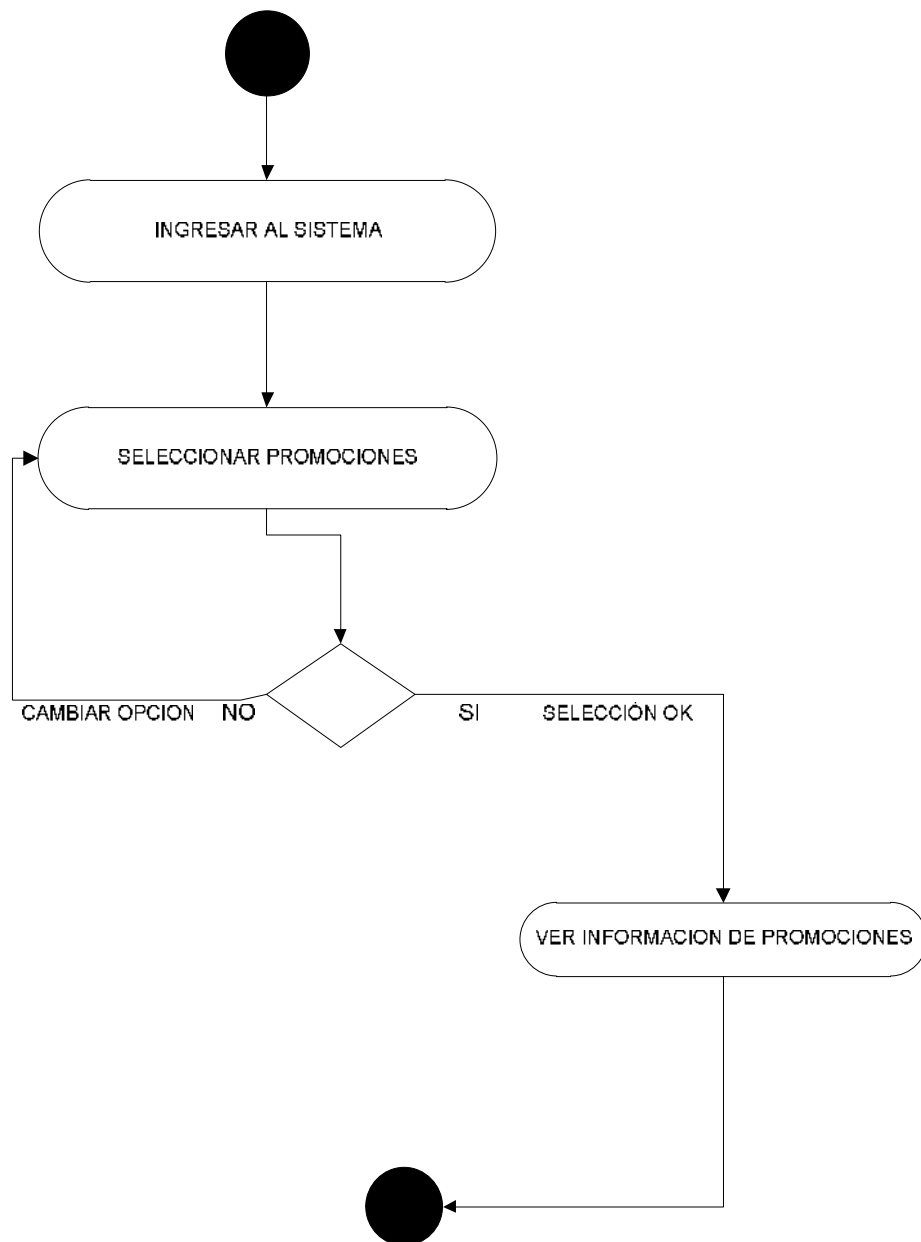 INGRESAR AL SISTEMA
SELECCIONAR PROMOCIONES
CAMBIAR OPCION NO
SI SELECCIÓN OK
VER INFORMACION DE PROMOCIONES